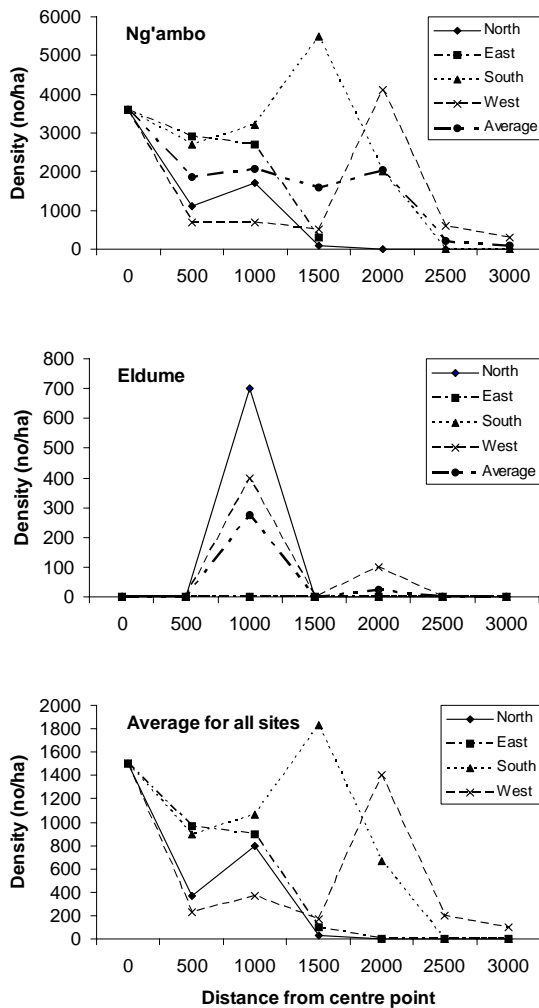 Ng'ambo
Density (no/ha)
6000
5000
4000
3000
2000
1000
0
0 500 1000 1500 2000 2500 3000
North
East
South
West
Average
Eldume
Density (no/ha)
800
700
600
500
400
300
200
100
0
0 500 1000 1500 2000 2500 3000
North
East
South
West
Average
Average for all sites
Density (no/ha)
2000
1800
1600
1400
1200
1000
800
600
400
200
0
0 500 1000 1500 2000 2500 3000
Distance from centre point
North
East
South
West